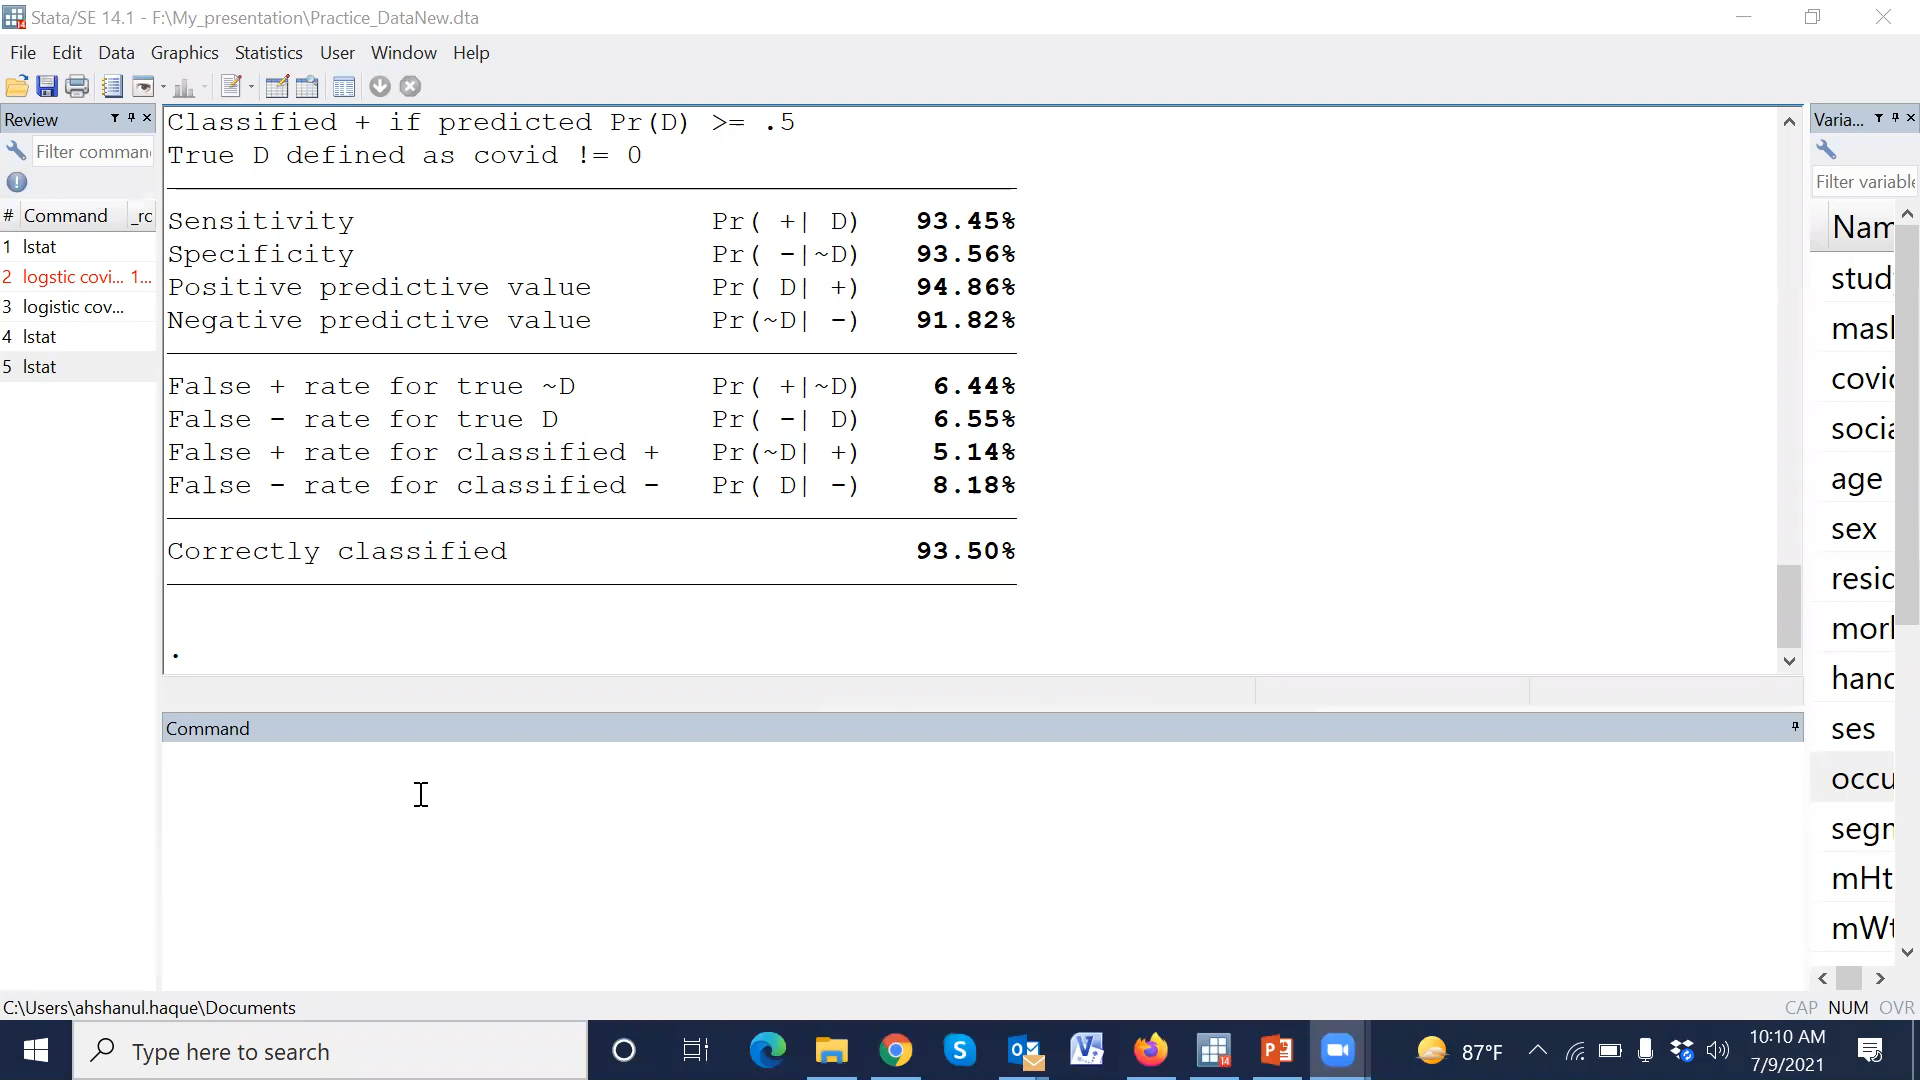 Stata/SE 14.1 - F:\My_presentation\Practice_DataNew.dta
File Edit Data Graphics Statistics User Window Help
Review
Filter comman
# Command _rc
1 lstat
2 logstic covi... 1...
3 logistic cov...
4 lstat
5 lstat
Classified + if predicted Pr(D) >= .5
True D defined as covid != 0
Sensitivity Pr( +| D) 93.45%
Specificity Pr( -|~D) 93.56%
Positive predictive value Pr( D| +) 94.86%
Negative predictive value Pr(~D| -) 91.82%
False + rate for true ~D Pr( +|~D) 6.44%
False - rate for true D Pr( -| D) 6.55%
False + rate for classified + Pr(~D| +) 5.14%
False - rate for classified - Pr( D| -) 8.18%
Correctly classified 93.50%
.
Command
Varia...
Filter variable
Nam
stud
mas
covi
socia
age
sex
resid
mor
hand
ses
occu
segm
mHt
mWt
C:\Users\ahshanul.haque\Documents
CAP NUM OVR
Type here to search
87°F
10:10 AM
7/9/2021